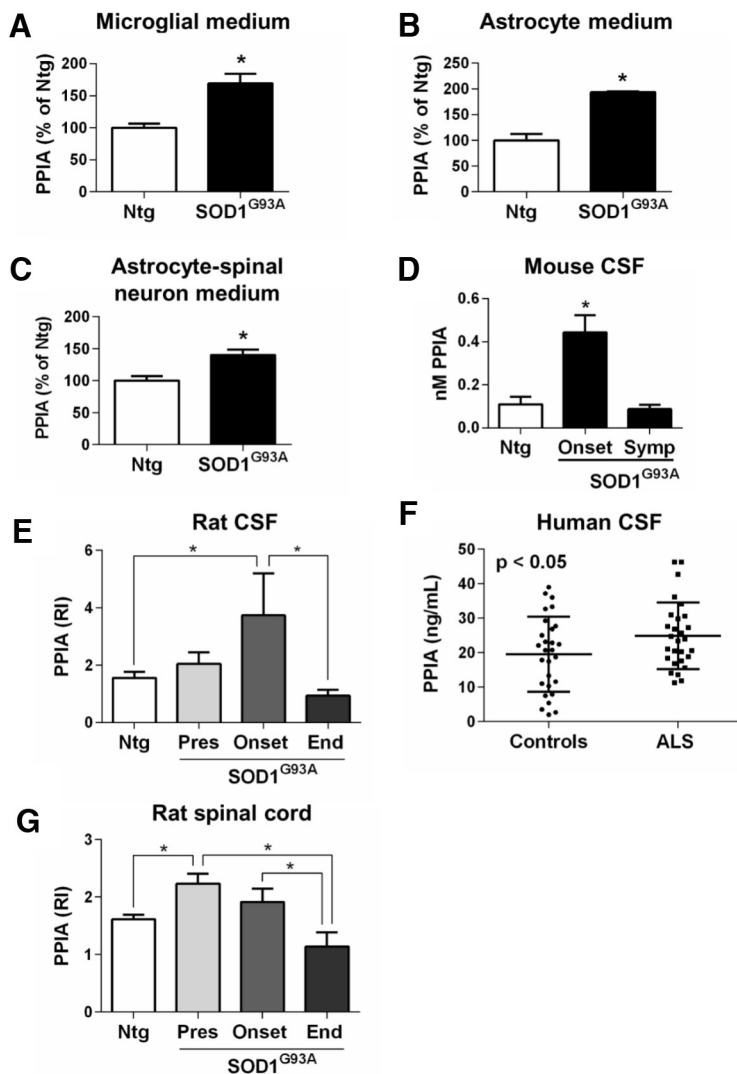 A
Microglial medium
PPIA (% of Ntg)
200
150
100
50
0
*
Ntg
SOD1G93A
B
Astrocyte medium
PPIA (% of Ntg)
250
200
150
100
50
0
*
Ntg
SOD1G93A
C
Astrocyte-spinal
neuron medium
PPIA (% of Ntg)
200
150
100
50
0
*
Ntg
SOD1G93A
D
Mouse CSF
nM PPIA
0.6
0.4
0.2
0.0
*
Ntg Onset Symp
SOD1G93A
E
Rat CSF
PPIA (RI)
6
4
2
0
* *
Ntg Pres Onset End
SOD1G93A
F
Human CSF
p < 0.05
PPIA (ng/mL)
50
40
30
20
10
0
Controls ALS
G
Rat spinal cord
PPIA (RI)
3
2
1
0
* *
*
Ntg Pres Onset End
SOD1G93A